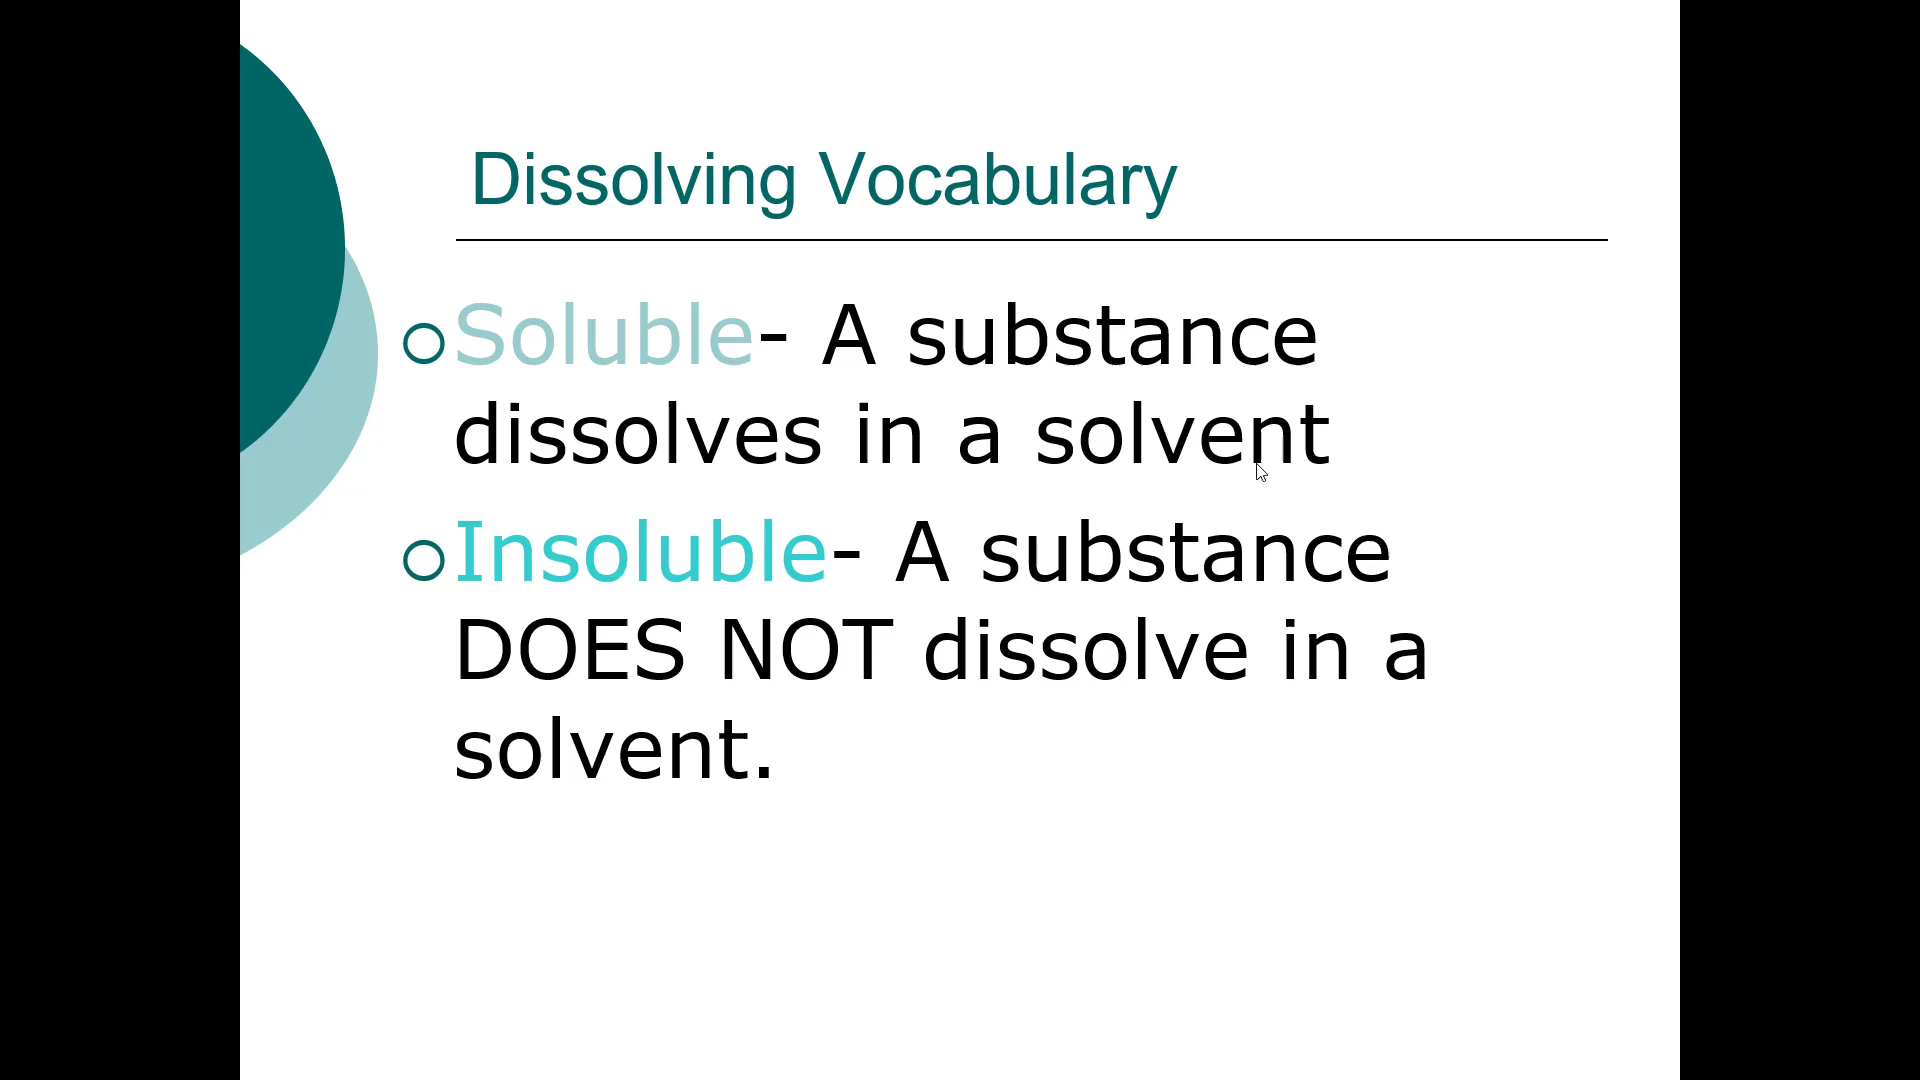 Dissolving Vocabulary
Soluble- A substance
dissolves in a solvent
Insoluble- A substance
DOES NOT dissolve in a
solvent.